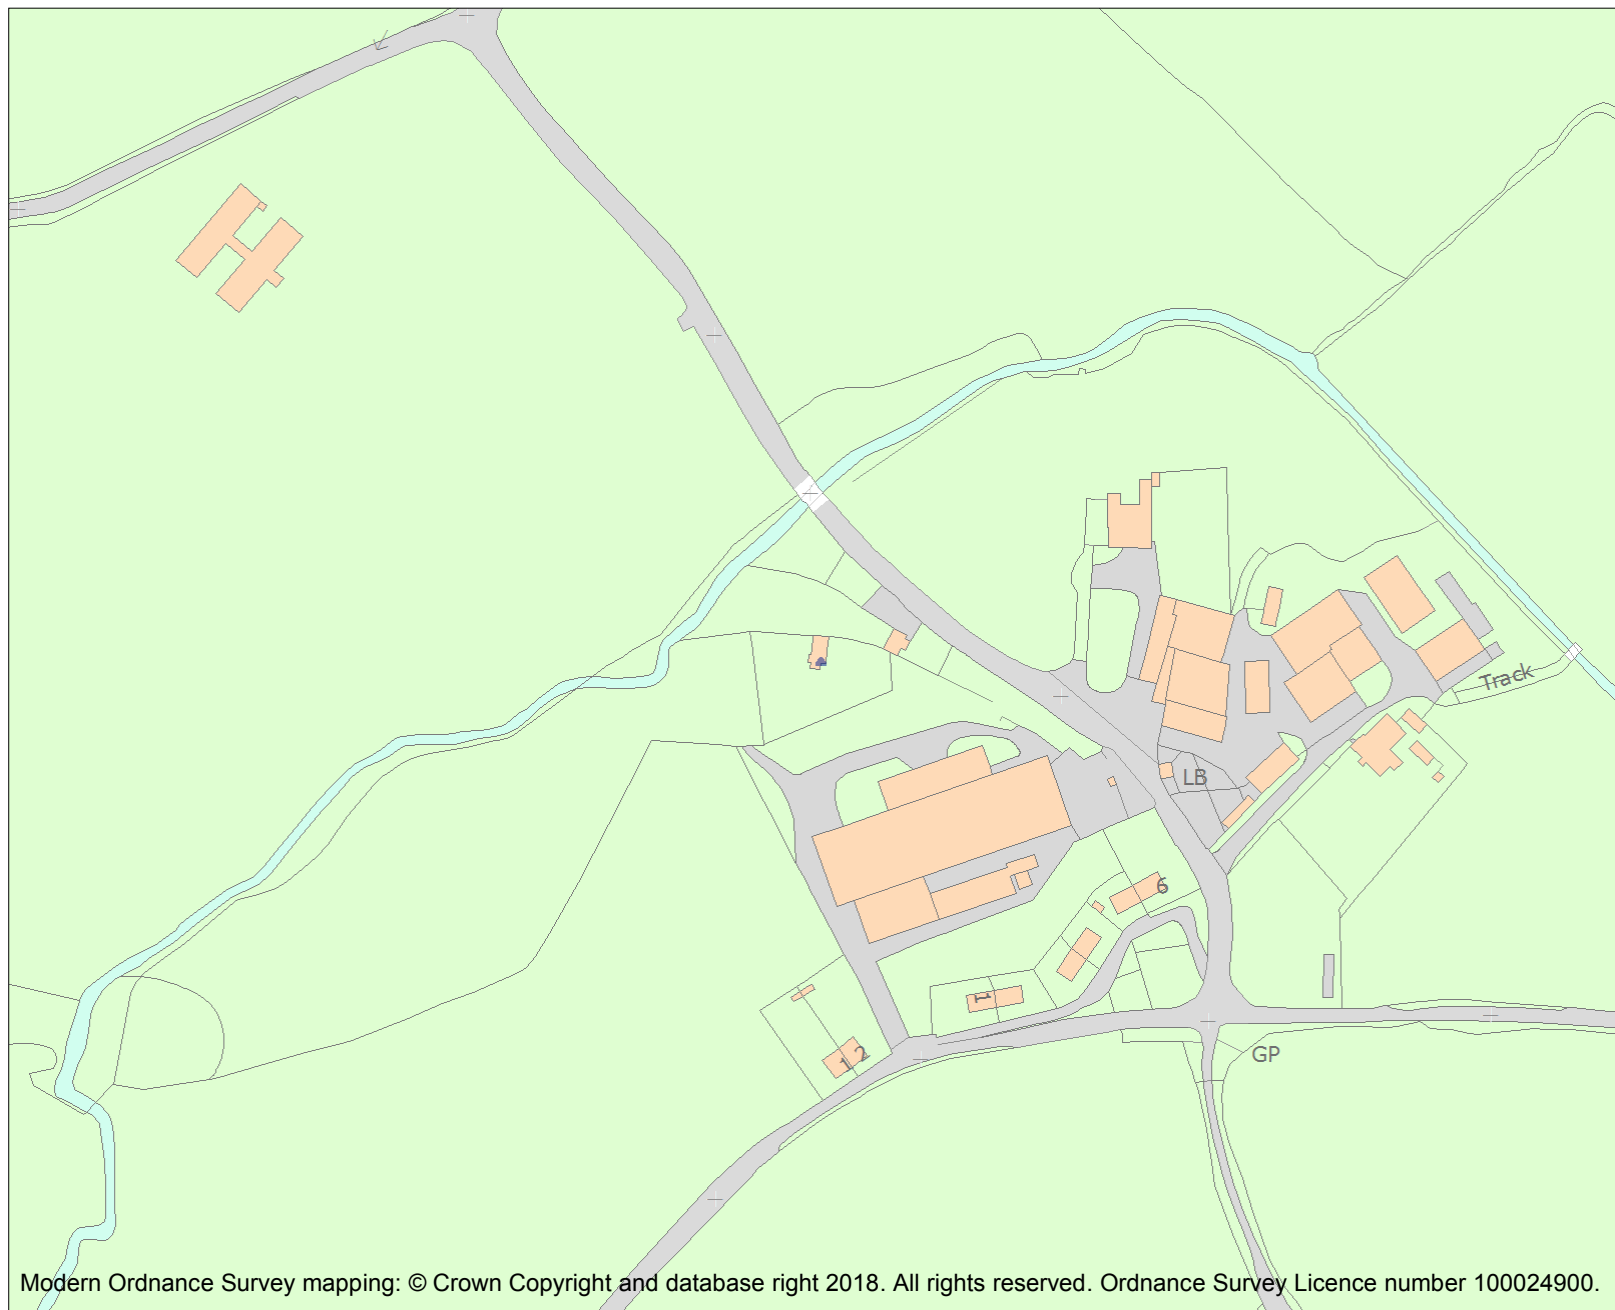 LB
Track
6
1
1 2
GP
Modern Ordnance Survey mapping: © Crown Copyright and database right 2018. All rights reserved. Ordnance Survey Licence number 100024900.